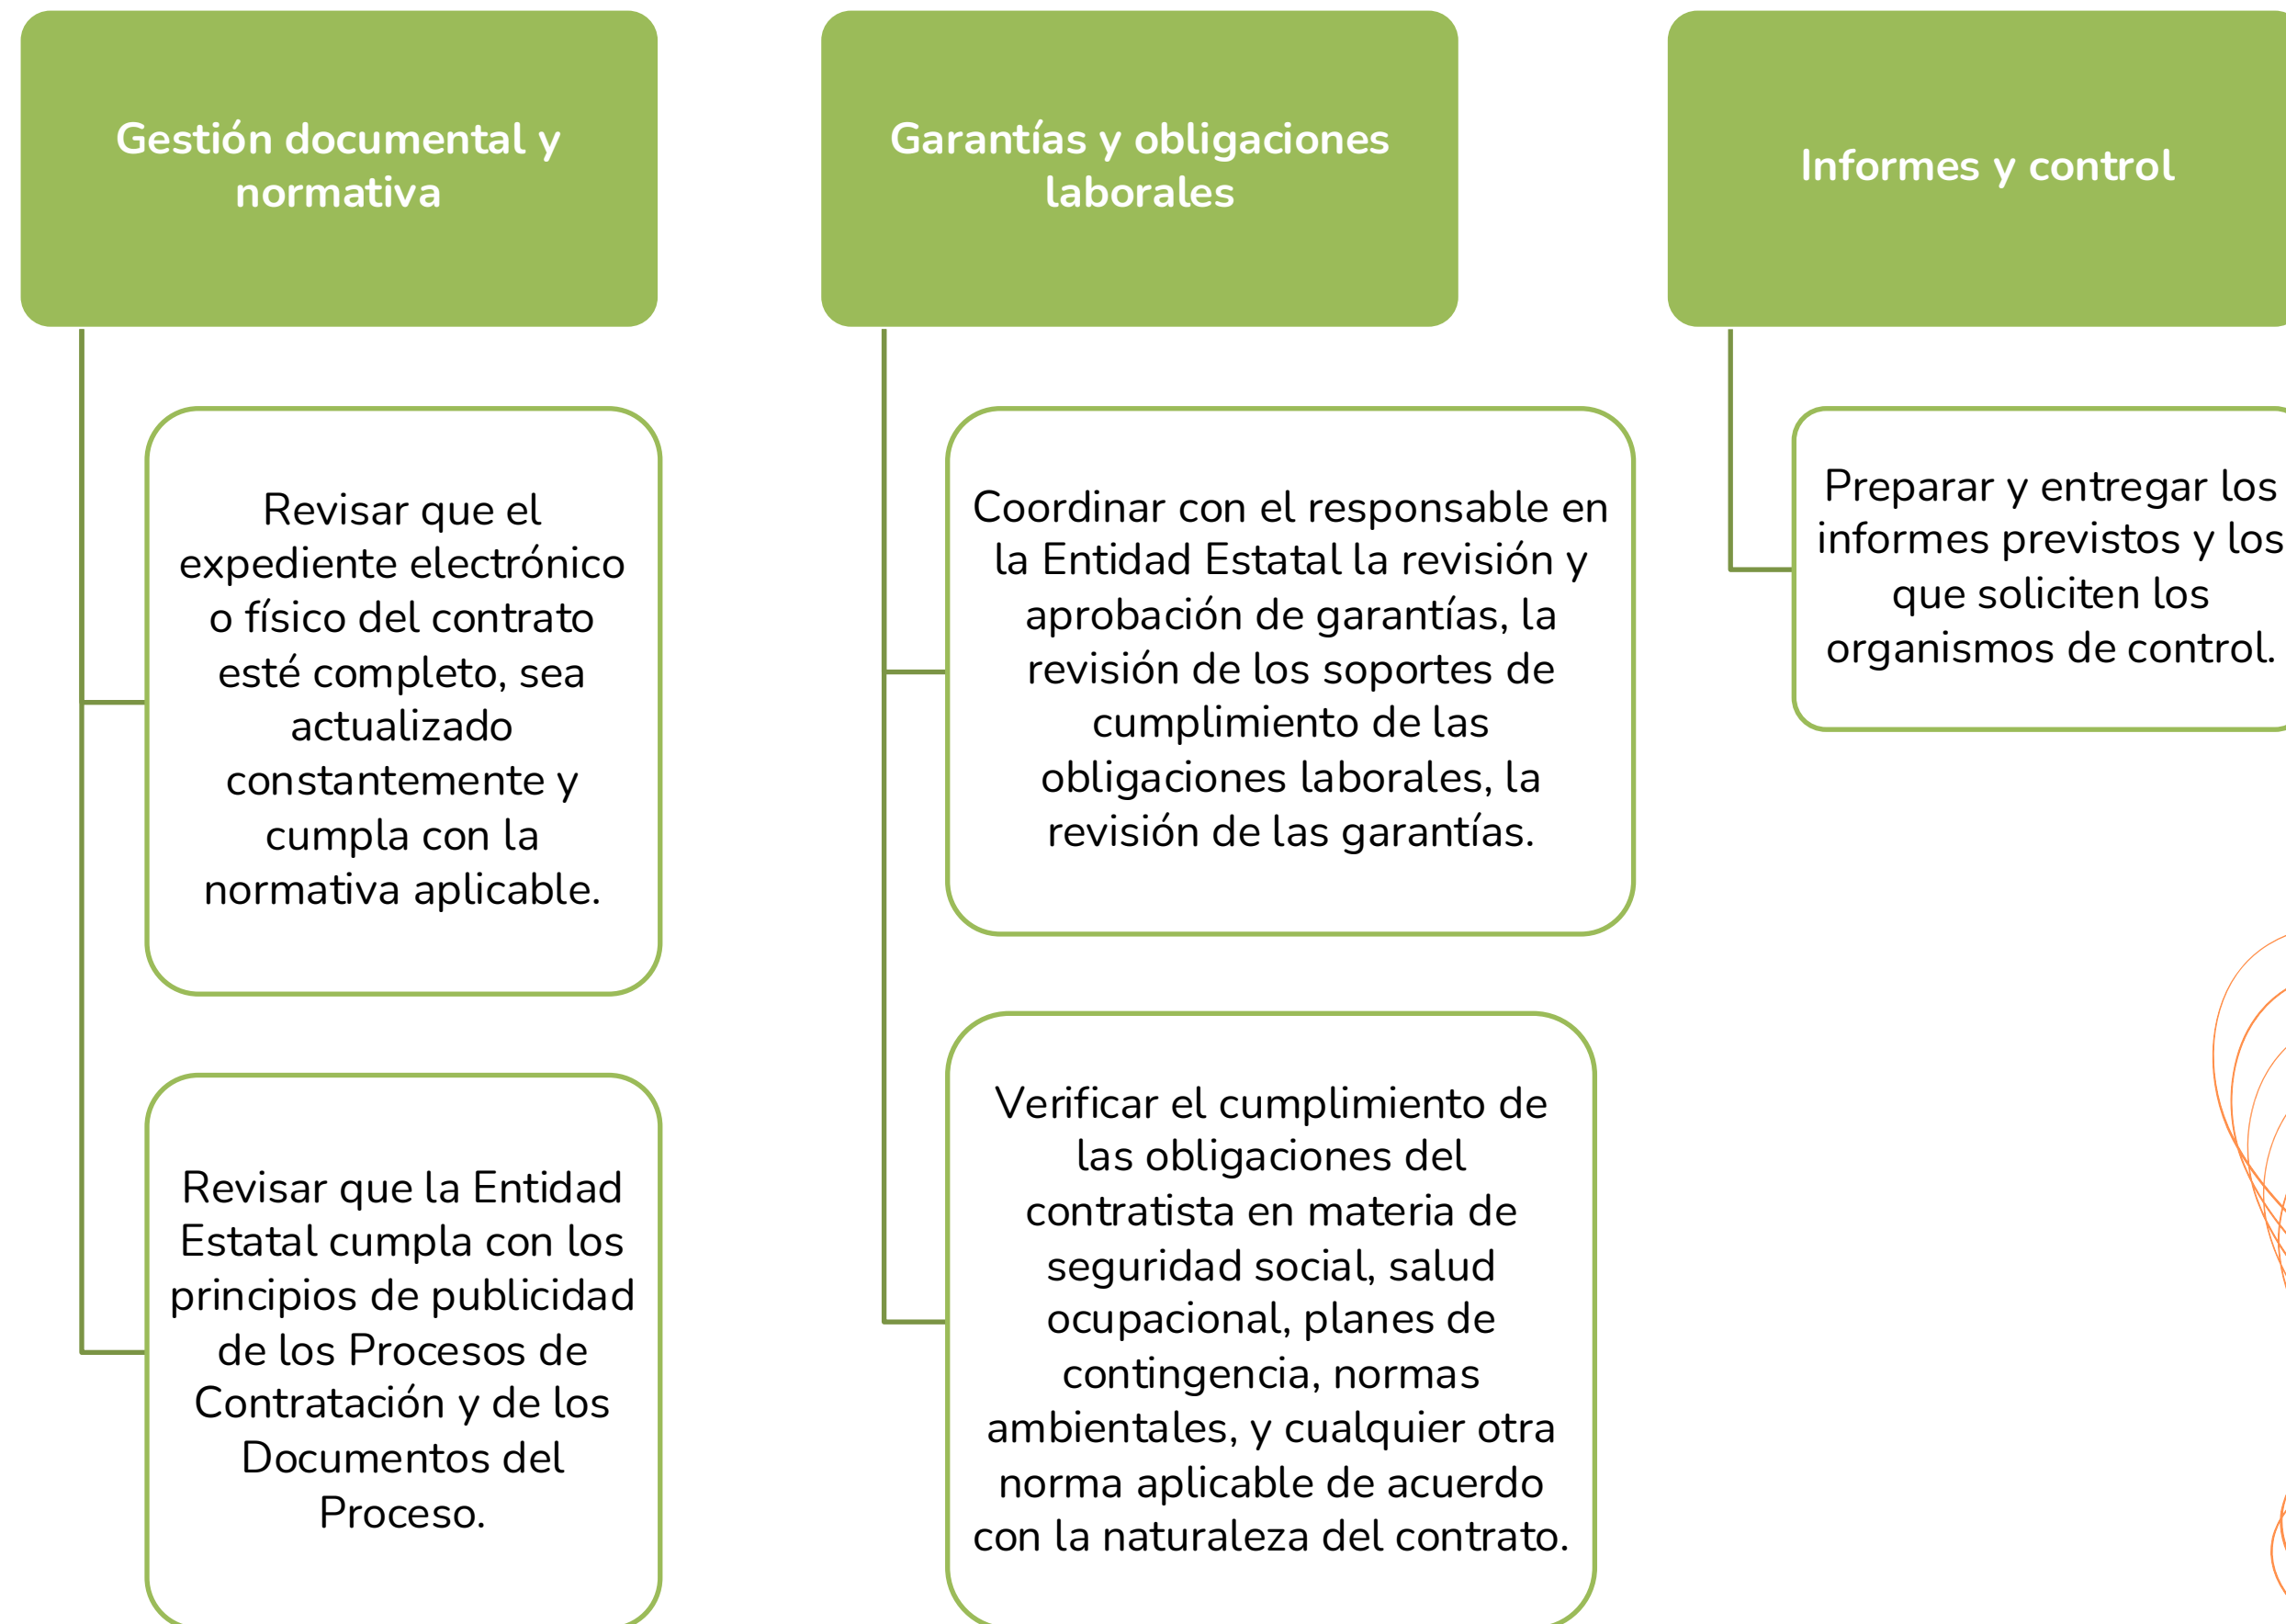 Gestión documental y
normativa
Revisar que el
expediente electrónico
o físico del contrato
esté completo, sea
actualizado
constantemente y
cumpla con la
normativa aplicable.
Revisar que la Entidad
Estatal cumpla con los
principios de publicidad
de los Procesos de
Contratación y de los
Documentos del
Proceso.
Garantías y obligaciones
laborales
Coordinar con el responsable en
la Entidad Estatal la revisión y
aprobación de garantías, la
revisión de los soportes de
cumplimiento de las
obligaciones laborales, la
revisión de las garantías.
Verificar el cumplimiento de
las obligaciones del
contratista en materia de
seguridad social, salud
ocupacional, planes de
contingencia, normas
ambientales, y cualquier otra
norma aplicable de acuerdo
con la naturaleza del contrato.
Informes y control
Preparar y entregar los
informes previstos y los
que soliciten los
organismos de control.